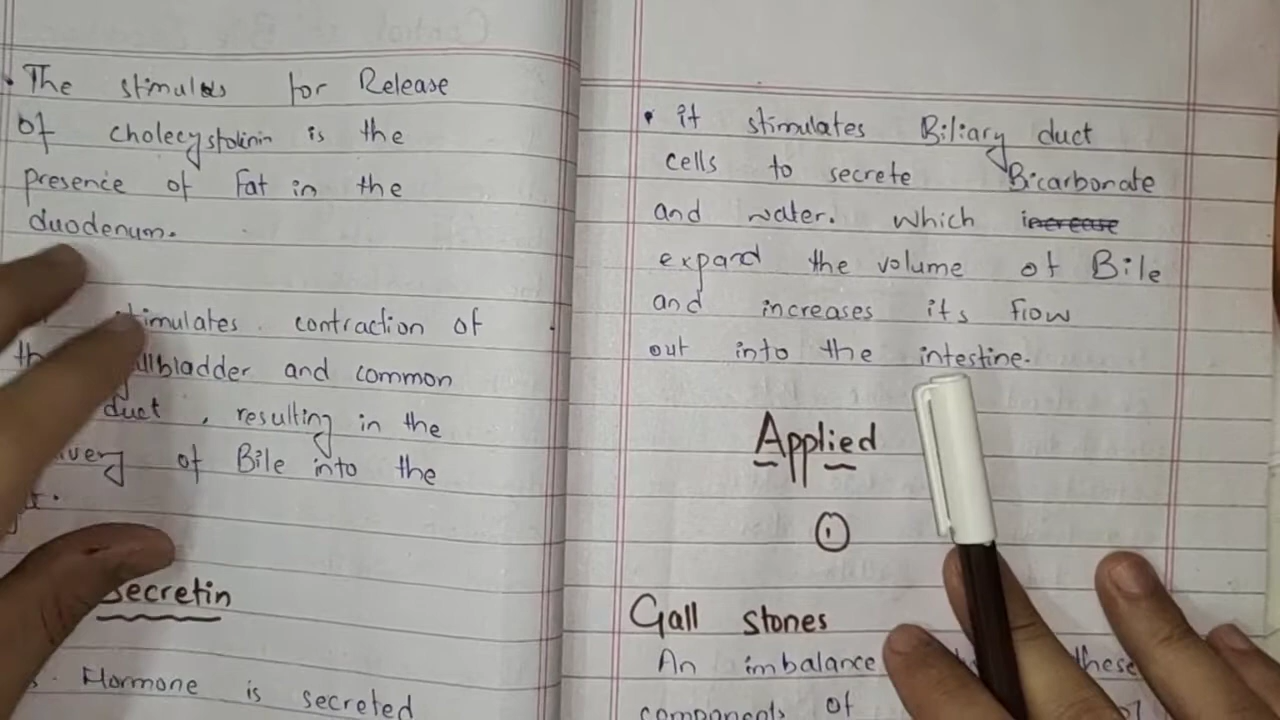 The stimulus for Release
of cholecystokinin is the
presence of Fat in the
duodenum.
stimulates contraction of
and common
duct, resulting in the
of Bile into the
Secretin
Hormone is secreted
it stimulates Biliary duct
cells to secrete Bicarbonate
and water. which increase
expand the volume of Bile
and increases its flow
out into the intestine.
Applied
①
Gall stones
An imbalance these
components of